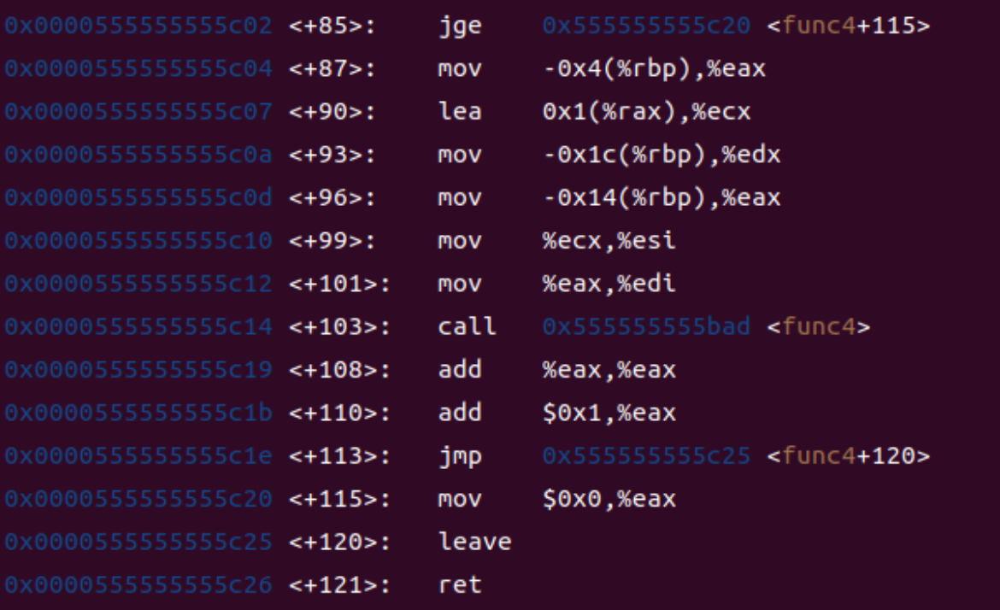 0x0000555555555c02 <+85>: jge 0x555555555c20 <func4+115>
0x0000555555555c04 <+87>: mov -0x4(%rbp),%eax
0x0000555555555c07 <+90>: lea 0x1(%rax),%ecx
0x0000555555555c0a <+93>: mov -0x1c(%rbp),%edx
0x0000555555555c0d <+96>: mov -0x14(%rbp),%eax
0x0000555555555c10 <+99>: mov %ecx,%esi
0x0000555555555c12 <+101>: mov %eax,%edi
0x0000555555555c14 <+103>: call 0x555555555bad <func4>
0x0000555555555c19 <+108>: add %eax,%eax
0x0000555555555c1b <+110>: add $0x1,%eax
0x0000555555555c1e <+113>: jmp 0x555555555c25 <func4+120>
0x0000555555555c20 <+115>: mov $0x0,%eax
0x0000555555555c25 <+120>: leave
0x0000555555555c26 <+121>: ret